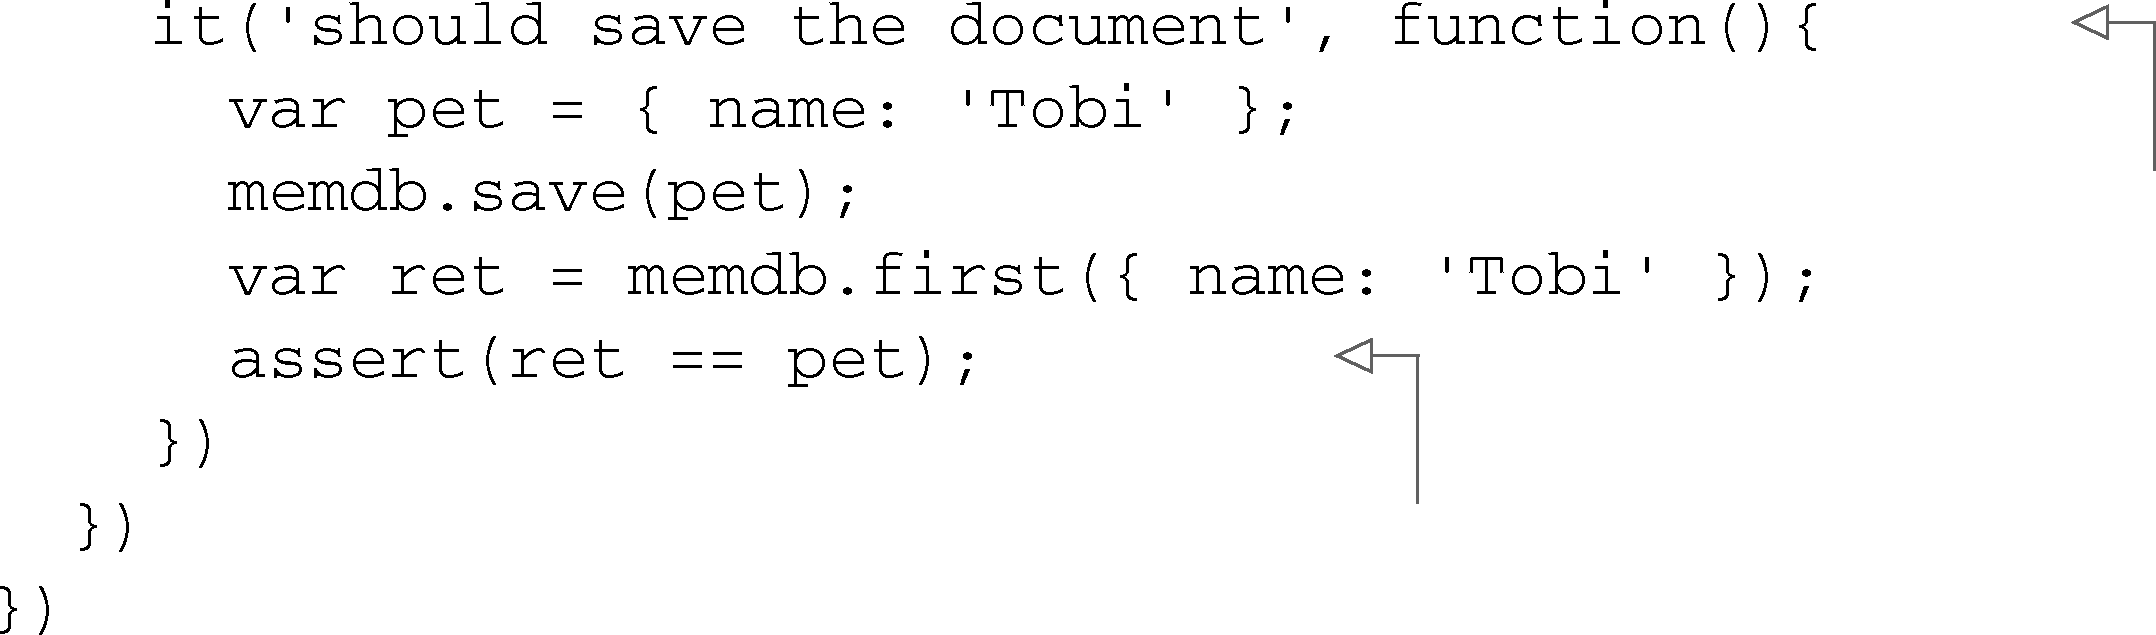 it('should save the document', function(){
var pet = { name: 'Tobi' };
memdb.save(pet);
var ret = memdb.first({ name: 'Tobi' });
assert(ret == pet);
})
})
})